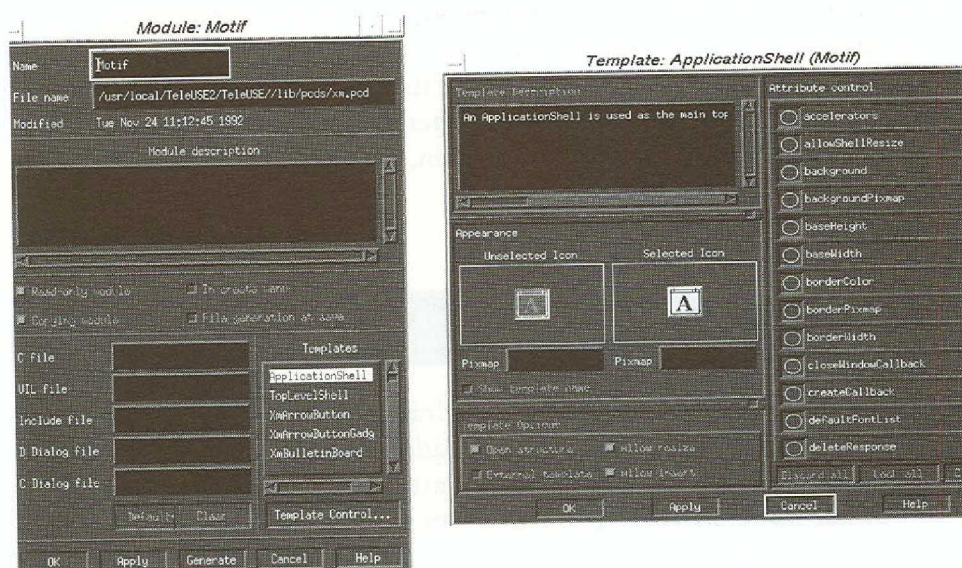 Module: Motif
Name
Motif
File name
/usr/local/TeleUSE2/TeleUSE//lib/pcds/xm.pcd
Modified
Tue Nov 24 11:12:45 1992
Module description
Read-only module
In create menu
Copying module
File generation at save
C file
UIL file
Include file
D Dialog file
C Dialog file
Templates
ApplicationShell
TopLevelShell
XmArrowButton
XmArrowButtonGadg
XmBulletinBoard
Default
Clear
Template Control...
OK
Apply
Generate
Cancel
Help
Template: ApplicationShell (Motif)
Template Description
An ApplicationShell is used as the main top
Appearance
Unselected Icon
Selected Icon
A
A
Pixmap
Pixmap
Show template name
Template Options
Open structure
Allow resize
External template
Allow insert
Attribute control
accelerators
allowShellResize
background
backgroundPixmap
baseHeight
baseWidth
borderColor
borderPixmap
borderWidth
closeWindowCallback
createCallback
defaultFontList
deleteResponse
Discard all
Lock all
OK
Apply
Cancel
Help